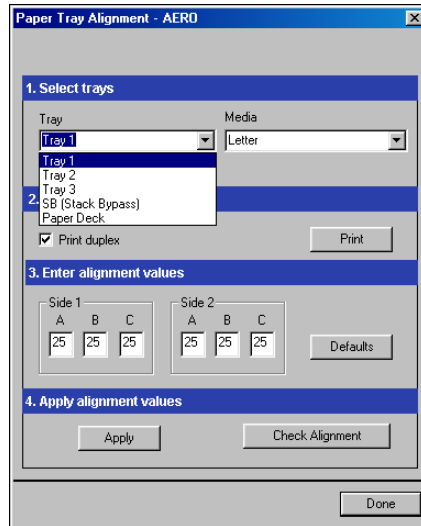 Paper Tray Alignment - AERO
1. Select trays
Tray Media
Tray 1 Letter
Tray 1
Tray 2
Tray 3
SB (Stack Bypass)
Paper Deck
2.
Print duplex Print
3. Enter alignment values
Side 1 Side 2
A B C A B C
25 25 25 25 25 25 Defaults
4. Apply alignment values
Apply Check Alignment
Done